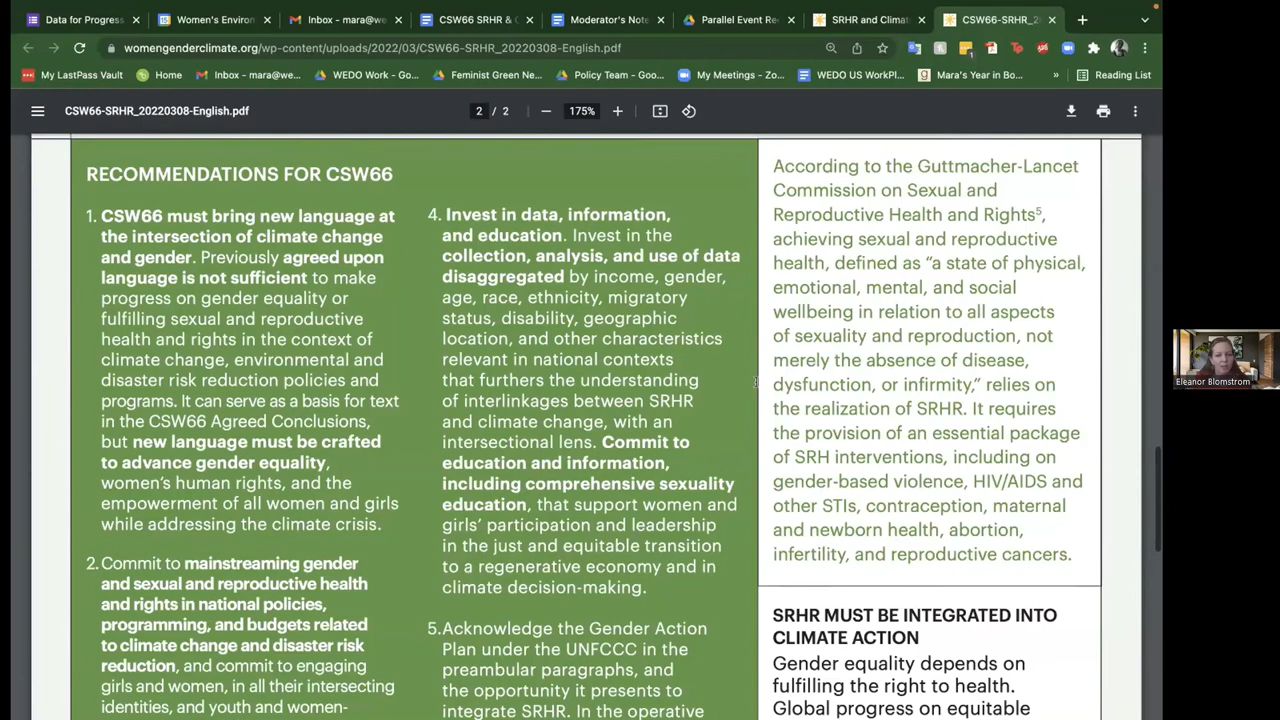 Data for Progress
Women's Environ
Inbox - mara@we
CSW66 SRHR & C
Moderator's Note
Parallel Event Re
SRHR and Climat
CSW66-SRHR_20
womengenderclimate.org/wp-content/uploads/2022/03/CSW66-SRHR_20220308-English.pdf
My LastPass Vault
Home
Inbox - mara@we...
WEDO Work - Go...
Feminist Green Ne...
Policy Team - Goo...
My Meetings - Zo...
WEDO US WorkPl...
Mara's Year in Bo...
»
Reading List
CSW66-SRHR_20220308-English.pdf
2 / 2
175%
RECOMMENDATIONS FOR CSW66
1. CSW66 must bring new language at
the intersection of climate change
and gender. Previously agreed upon
language is not sufficient to make
progress on gender equality or
fulfilling sexual and reproductive
health and rights in the context of
climate change, environmental and
disaster risk reduction policies and
programs. It can serve as a basis for text
in the CSW66 Agreed Conclusions,
but new language must be crafted
to advance gender equality,
women's human rights, and the
empowerment of all women and girls
while addressing the climate crisis.
2. Commit to mainstreaming gender
and sexual and reproductive health
and rights in national policies,
programming, and budgets related
to climate change and disaster risk
reduction, and commit to engaging
girls and women, in all their intersecting
identities, and youth and women-
4. Invest in data, information,
and education. Invest in the
collection, analysis, and use of data
disaggregated by income, gender,
age, race, ethnicity, migratory
status, disability, geographic
location, and other characteristics
relevant in national contexts
that furthers the understanding
of interlinkages between SRHR
and climate change, with an
intersectional lens. Commit to
education and information,
including comprehensive sexuality
education, that support women and
girls' participation and leadership
in the just and equitable transition
to a regenerative economy and in
climate decision-making.
5. Acknowledge the Gender Action
Plan under the UNFCCC in the
preambular paragraphs, and
the opportunity it presents to
integrate SRHR. In the operative
According to the Guttmacher-Lancet
Commission on Sexual and
Reproductive Health and Rights⁵,
achieving sexual and reproductive
health, defined as "a state of physical,
emotional, mental, and social
wellbeing in relation to all aspects
of sexuality and reproduction, not
merely the absence of disease,
dysfunction, or infirmity," relies on
the realization of SRHR. It requires
the provision of an essential package
of SRH interventions, including on
gender-based violence, HIV/AIDS and
other STIs, contraception, maternal
and newborn health, abortion,
infertility, and reproductive cancers.
SRHR MUST BE INTEGRATED INTO
CLIMATE ACTION
Gender equality depends on
fulfilling the right to health.
Global progress on equitable
Eleanor Blomstrom